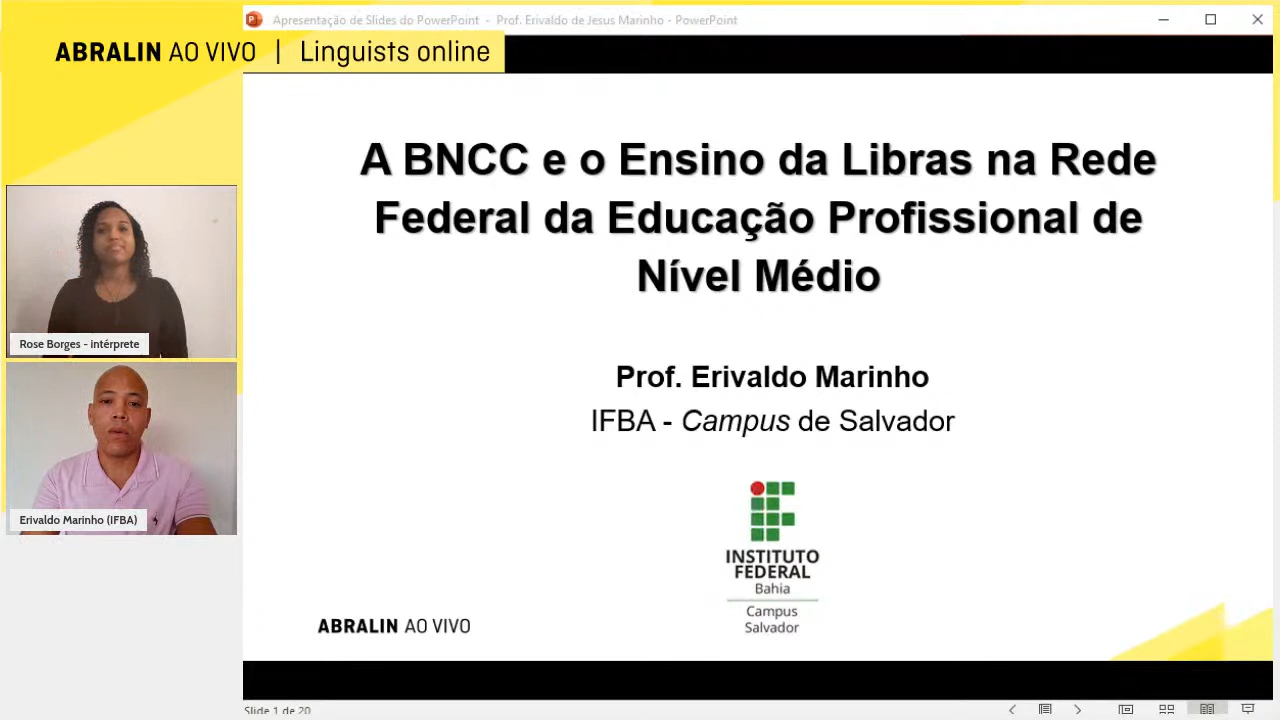 Apresentação de Slides do PowerPoint - Prof. Erivaldo de Jesus Marinho - PowerPoint
ABRALIN AO VIVO | Linguists online
A BNCC e o Ensino da Libras na Rede
Federal da Educação Profissional de
Nível Médio
Rose Borges - intérprete
Prof. Erivaldo Marinho
IFBA - Campus de Salvador
Erivaldo Marinho (IFBA)
INSTITUTO
FEDERAL
Bahia
Campus
Salvador
ABRALIN AO VIVO
Slide 1 de 20